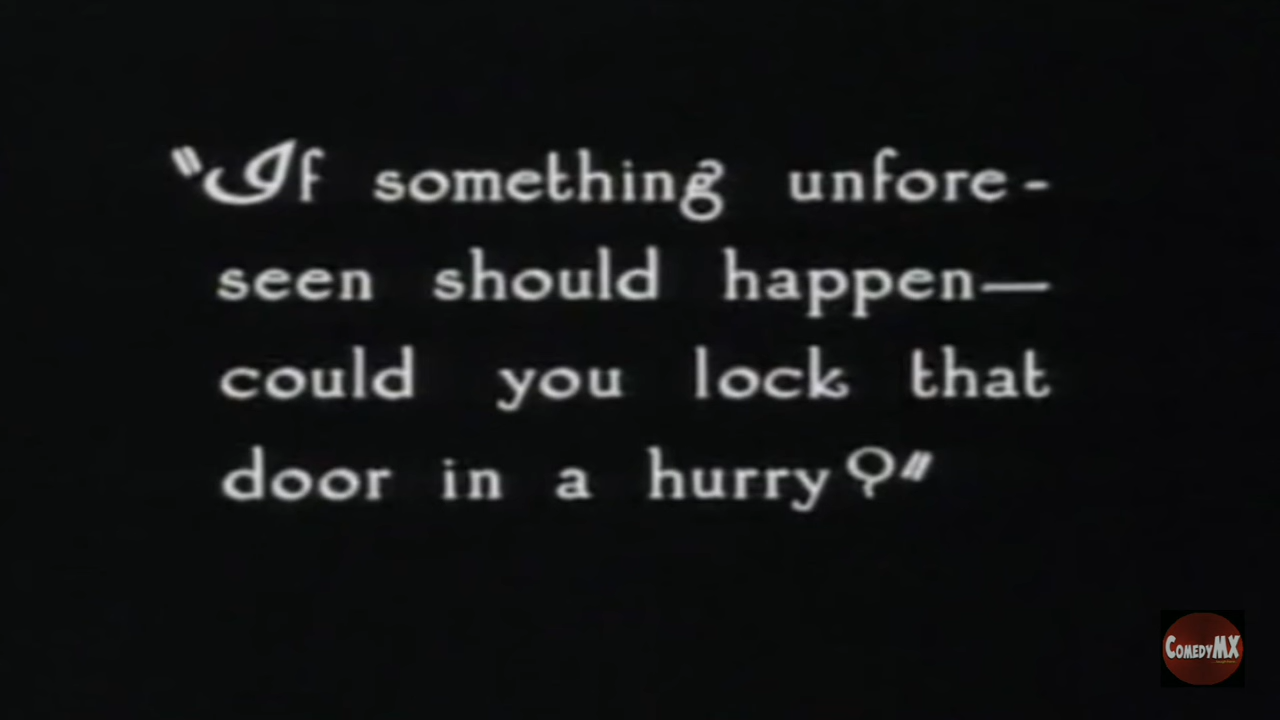 "If something unfore-
seen should happen—
could you lock that
door in a hurry?"
COMEDYMX